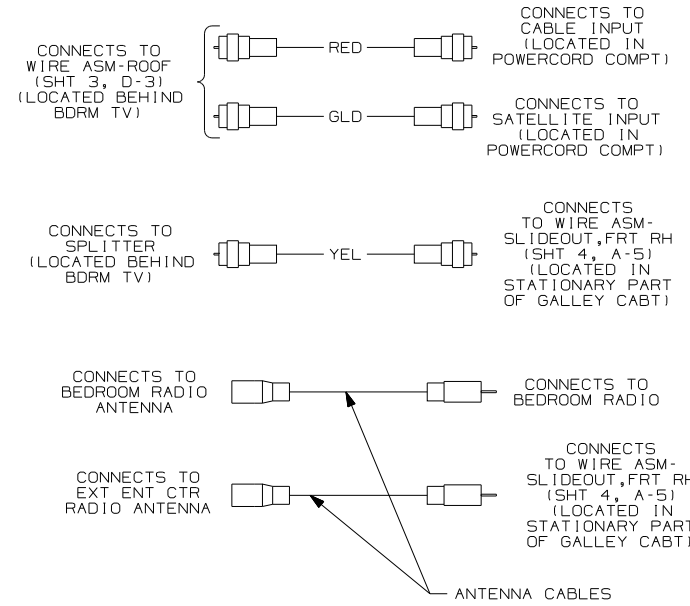 CONNECTS TO
WIRE ASM-ROOF
(SHT 3, D-3)
(LOCATED BEHIND
BDRM TV)
RED
CONNECTS TO
CABLE INPUT
(LOCATED IN
POWERCORD COMPT)
GLD
CONNECTS TO
SATELLITE INPUT
(LOCATED IN
POWERCORD COMPT)
CONNECTS TO
SPLITTER
(LOCATED BEHIND
BDRM TV)
YEL
CONNECTS
TO WIRE ASM-
SLIDEOUT,FRT RH
(SHT 4, A-5)
(LOCATED IN
STATIONARY PART
OF GALLEY CABT)
CONNECTS TO
BEDROOM RADIO
ANTENNA
CONNECTS TO
BEDROOM RADIO
CONNECTS TO
EXT ENT CTR
RADIO ANTENNA
CONNECTS
TO WIRE ASM-
SLIDEOUT,FRT RH
(SHT 4, A-5)
(LOCATED IN
STATIONARY PART
OF GALLEY CABT)
ANTENNA CABLES